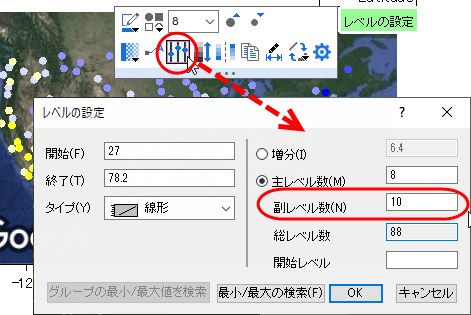 Latitude
8
レベルの設定
レベルの設定
開始(F) 27
終了(T) 78.2
タイプ(Y) 線形
増分(I) 6.4
主レベル数(M) 8
副レベル数(N) 10
総レベル数 88
開始レベル
グループの最小/最大値を検索
最小/最大の検索(F)
OK
キャンセル
Goo
-12